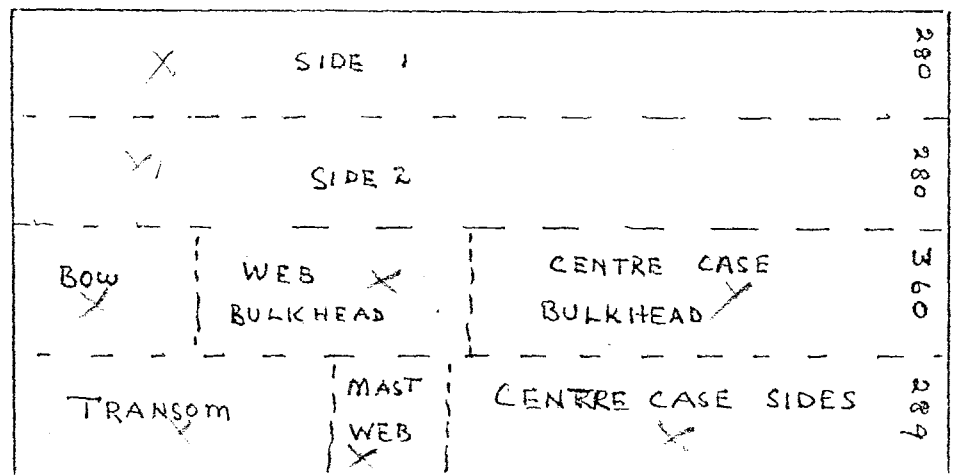 SIDE 1
280
SIDE 2
280
BOW
WEB
BULKHEAD
CENTRE CASE
BULKHEAD
360
TRANSOM
MAST
WEB
CENTRE CASE SIDES
289